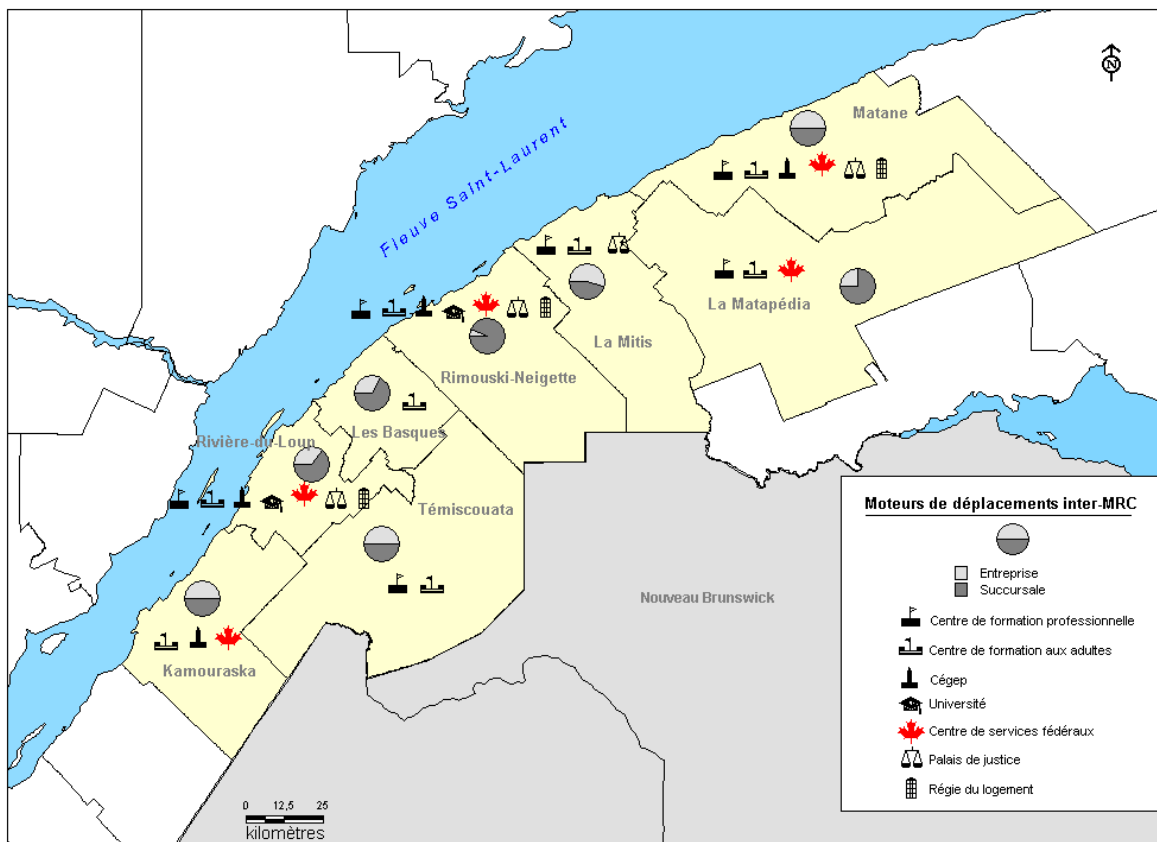 N
Matane
Fleuve Saint-Laurent
La Matapédia
La Mitis
Rimouski-Neigette
Les Basques
Rivière-du-Loup
Témiscouata
Kamouraska
Nouveau Brunswick
Moteurs de déplacements inter-MRC
Entreprise
Succursale
Centre de formation professionnelle
Centre de formation aux adultes
Cégep
Université
Centre de services fédéraux
Palais de justice
Régie du logement
0 12,5 25
kilomètres